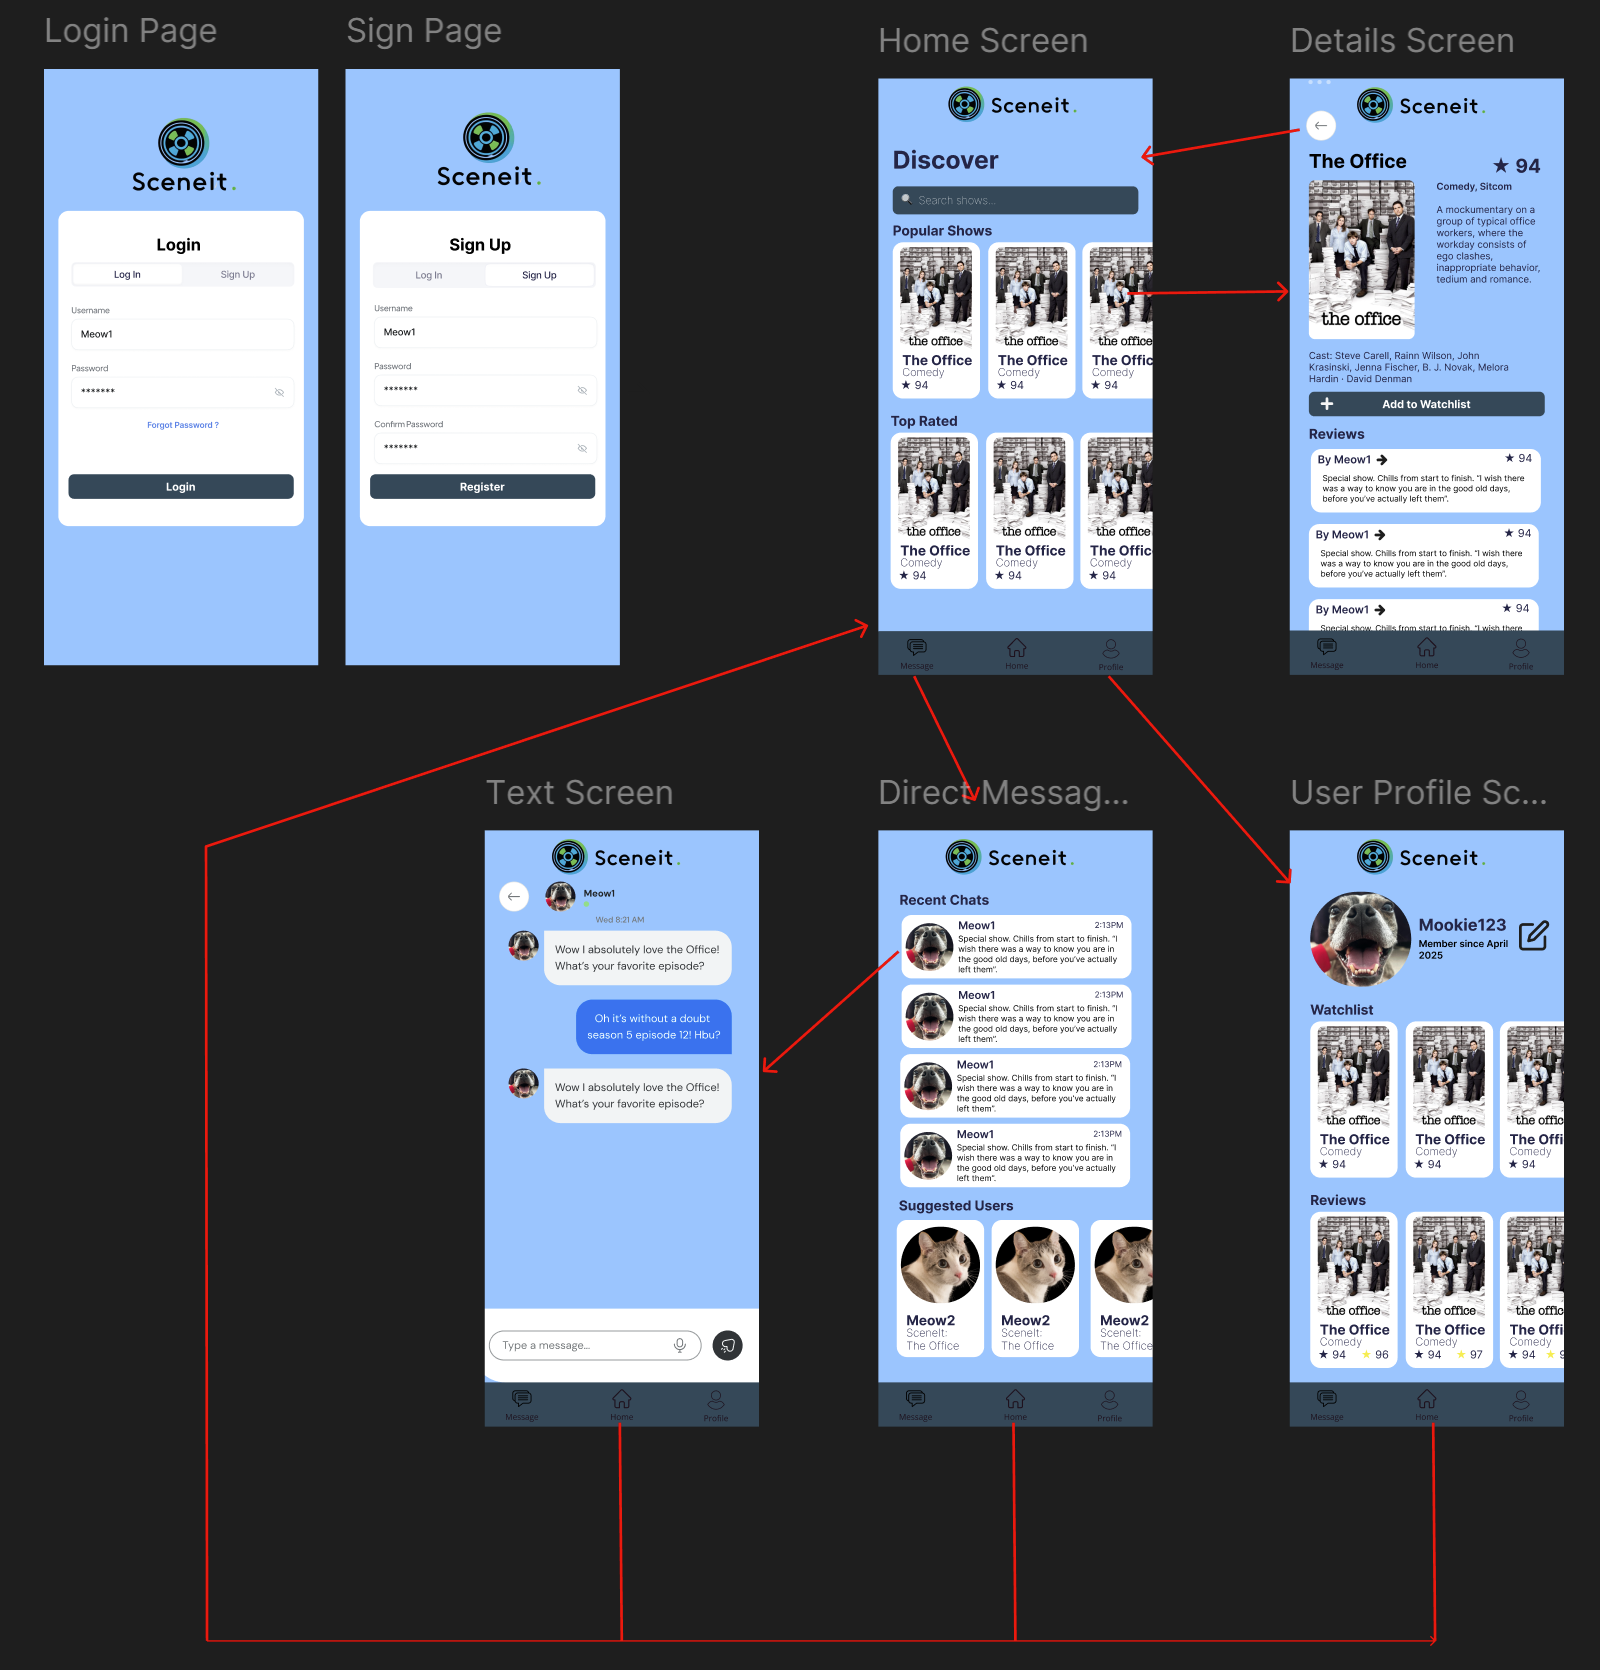 Login Page
Sceneit.
Login
Log In
Sign Up
Username
Meow1
Password
*******
Forgot Password ?
Login
Sign Page
Sceneit.
Sign Up
Log In
Sign Up
Username
Meow1
Password
*******
Confirm Password
*******
Register
Home Screen
Sceneit.
Discover
Search shows...
Popular Shows
the office
The Office
Comedy
★ 94
the office
The Office
Comedy
★ 94
the offic
The Offic
Comedy
★ 94
Top Rated
the office
The Office
Comedy
★ 94
the office
The Office
Comedy
★ 94
the offic
The Offic
Comedy
★ 94
Message
Home
Profile
Details Screen
Sceneit.
The Office
★ 94
the office
Comedy, Sitcom
A mockumentary on a
group of typical office
workers, where the
workday consists of
ego clashes,
inappropriate behavior,
tedium and romance.
Cast: Steve Carell, Rainn Wilson, John
Krasinski, Jenna Fischer, B. J. Novak, Melora
Hardin · David Denman
Add to Watchlist
Reviews
By Meow1
★ 94
Special show. Chills from start to finish. “I wish there
was a way to know you are in the good old days,
before you’ve actually left them”.
By Meow1
★ 94
Special show. Chills from start to finish. “I wish there
was a way to know you are in the good old days,
before you’ve actually left them”.
By Meow1
★ 94
Special show. Chills from start to finish. “I wish there
Message
Home
Profile
Text Screen
Sceneit.
Meow1
Wed 8:21 AM
Wow I absolutely love the Office!
What’s your favorite episode?
Oh it’s without a doubt
season 5 episode 12! Hbu?
Wow I absolutely love the Office!
What’s your favorite episode?
Type a message...
Message
Home
Profile
Direct Messag...
Sceneit.
Recent Chats
Meow1
2:13PM
Special show. Chills from start to finish. “I
wish there was a way to know you are in
the good old days, before you’ve actually
left them”.
Meow1
2:13PM
Special show. Chills from start to finish. “I
wish there was a way to know you are in
the good old days, before you’ve actually
left them”.
Meow1
2:13PM
Special show. Chills from start to finish. “I
wish there was a way to know you are in
the good old days, before you’ve actually
left them”.
Meow1
2:13PM
Special show. Chills from start to finish. “I
wish there was a way to know you are in
the good old days, before you’ve actually
left them”.
Suggested Users
Meow2
SceneIt:
The Office
Meow2
SceneIt:
The Office
Meow2
SceneIt:
The Office
Message
Home
Profile
User Profile Sc...
Sceneit.
Mookie123
Member since April
2025
Watchlist
the office
The Office
Comedy
★ 94
the office
The Office
Comedy
★ 94
the offic
The Offi
Comedy
★ 94
Reviews
the office
The Office
Comedy
★ 94 ★ 96
the office
The Office
Comedy
★ 94 ★ 97
the offic
The Offi
Comedy
★ 94 ★ 9
Message
Home
Profile